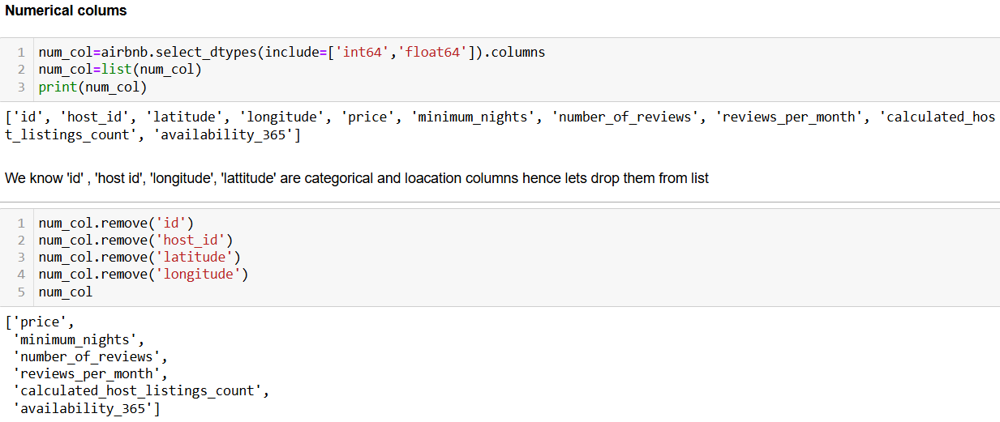 Numerical colums
1 num_col=airbnb.select_dtypes(include=['int64','float64']).columns
2 num_col=list(num_col)
3 print(num_col)
['id', 'host_id', 'latitude', 'longitude', 'price', 'minimum_nights', 'number_of_reviews', 'reviews_per_month', 'calculated_hos
t_listings_count', 'availability_365']
We know 'id' , 'host id', 'longitude', 'lattitude' are categorical and loacation columns hence lets drop them from list
1 num_col.remove('id')
2 num_col.remove('host_id')
3 num_col.remove('latitude')
4 num_col.remove('longitude')
5 num_col
['price',
 'minimum_nights',
 'number_of_reviews',
 'reviews_per_month',
 'calculated_host_listings_count',
 'availability_365']